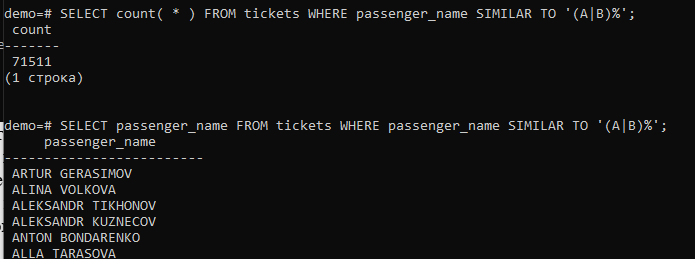 demo=# SELECT count( * ) FROM tickets WHERE passenger_name SIMILAR TO '(A|B)%';
count
-------
71511
(1 строка)
demo=# SELECT passenger_name FROM tickets WHERE passenger_name SIMILAR TO '(A|B)%';
passenger_name
-------------------------
ARTUR GERASIMOV
ALINA VOLKOVA
ALEKSANDR TIKHONOV
ALEKSANDR KUZNECOV
ANTON BONDARENKO
ALLA TARASOVA